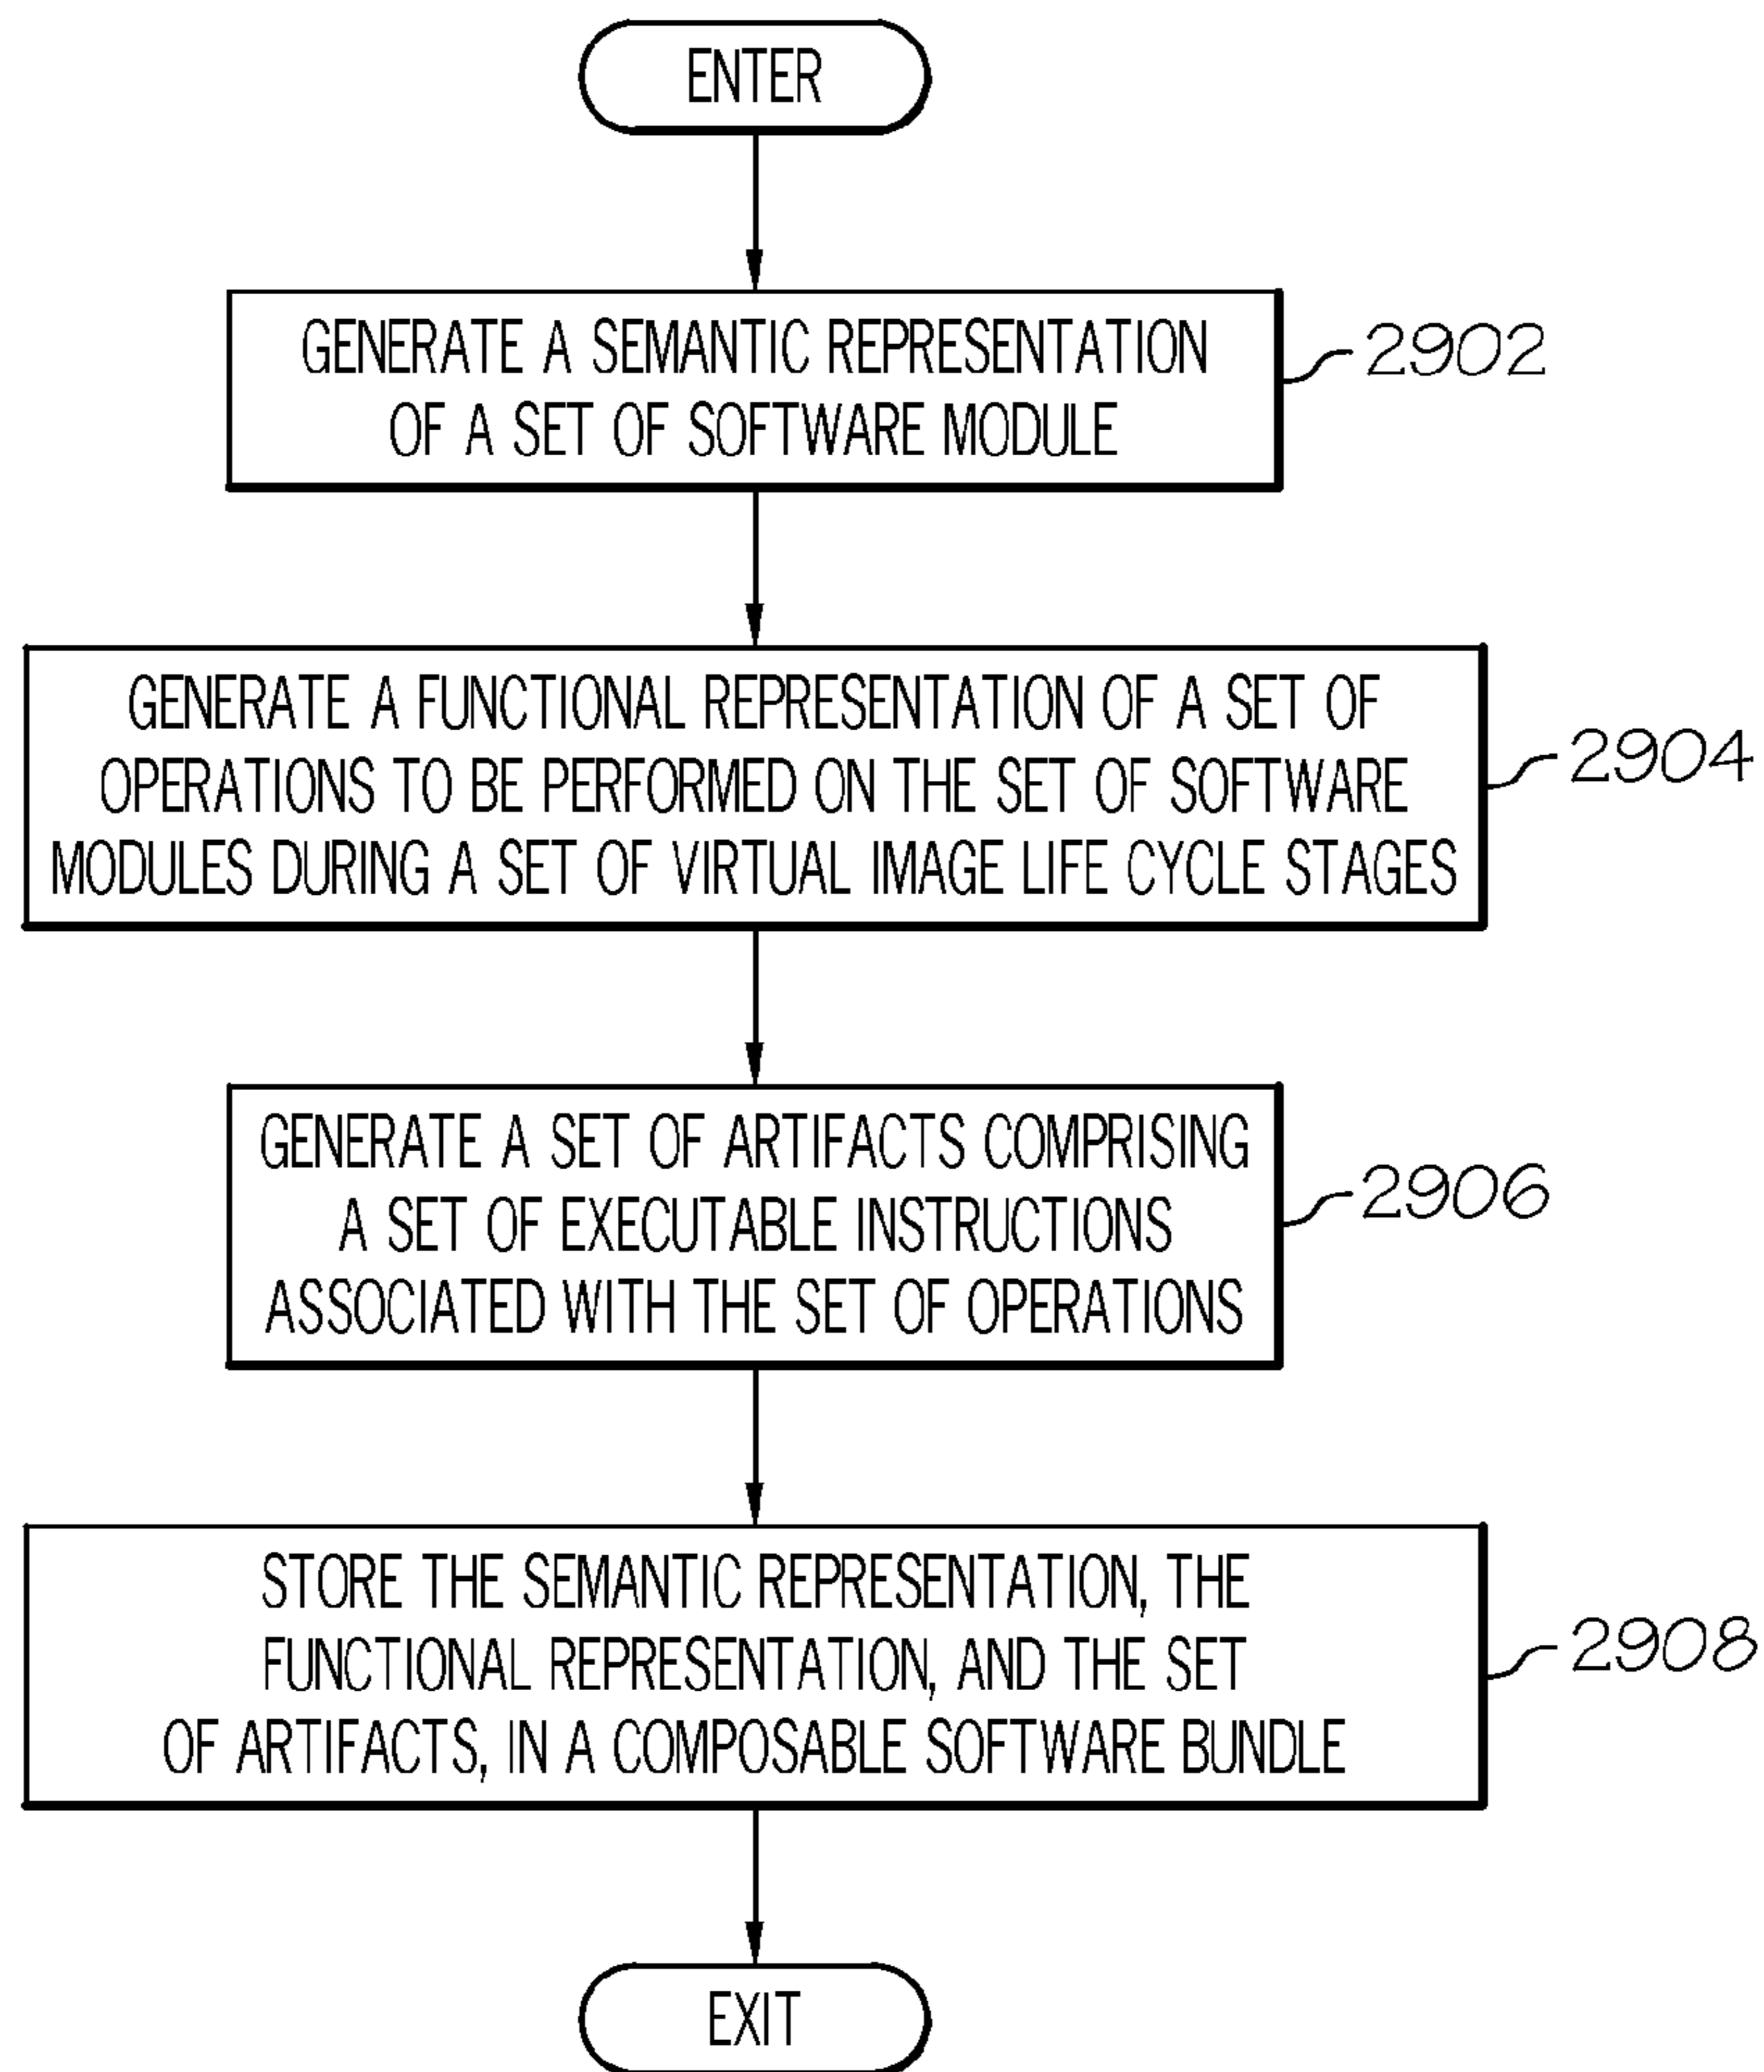 ENTER
GENERATE A SEMANTIC REPRESENTATION
OF A SET OF SOFTWARE MODULE
2902
GENERATE A FUNCTIONAL REPRESENTATION OF A SET OF
OPERATIONS TO BE PERFORMED ON THE SET OF SOFTWARE
MODULES DURING A SET OF VIRTUAL IMAGE LIFE CYCLE STAGES
2904
GENERATE A SET OF ARTIFACTS COMPRISING
A SET OF EXECUTABLE INSTRUCTIONS
ASSOCIATED WITH THE SET OF OPERATIONS
2906
STORE THE SEMANTIC REPRESENTATION, THE
FUNCTIONAL REPRESENTATION, AND THE SET
OF ARTIFACTS, IN A COMPOSABLE SOFTWARE BUNDLE
2908
EXIT